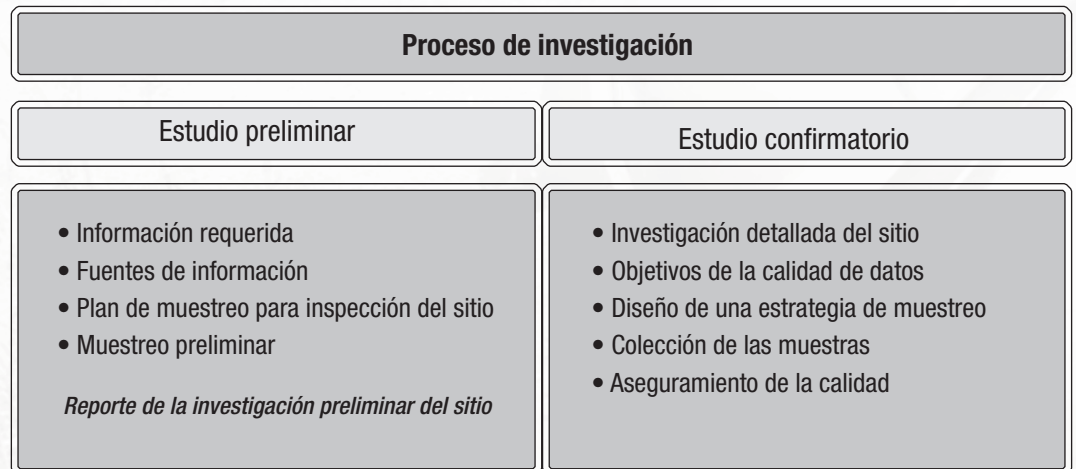 Proceso de investigación
Estudio preliminar
Estudio confirmatorio
• Información requerida
• Fuentes de información
• Plan de muestreo para inspección del sitio
• Muestreo preliminar
Reporte de la investigación preliminar del sitio
• Investigación detallada del sitio
• Objetivos de la calidad de datos
• Diseño de una estrategia de muestreo
• Colección de las muestras
• Aseguramiento de la calidad